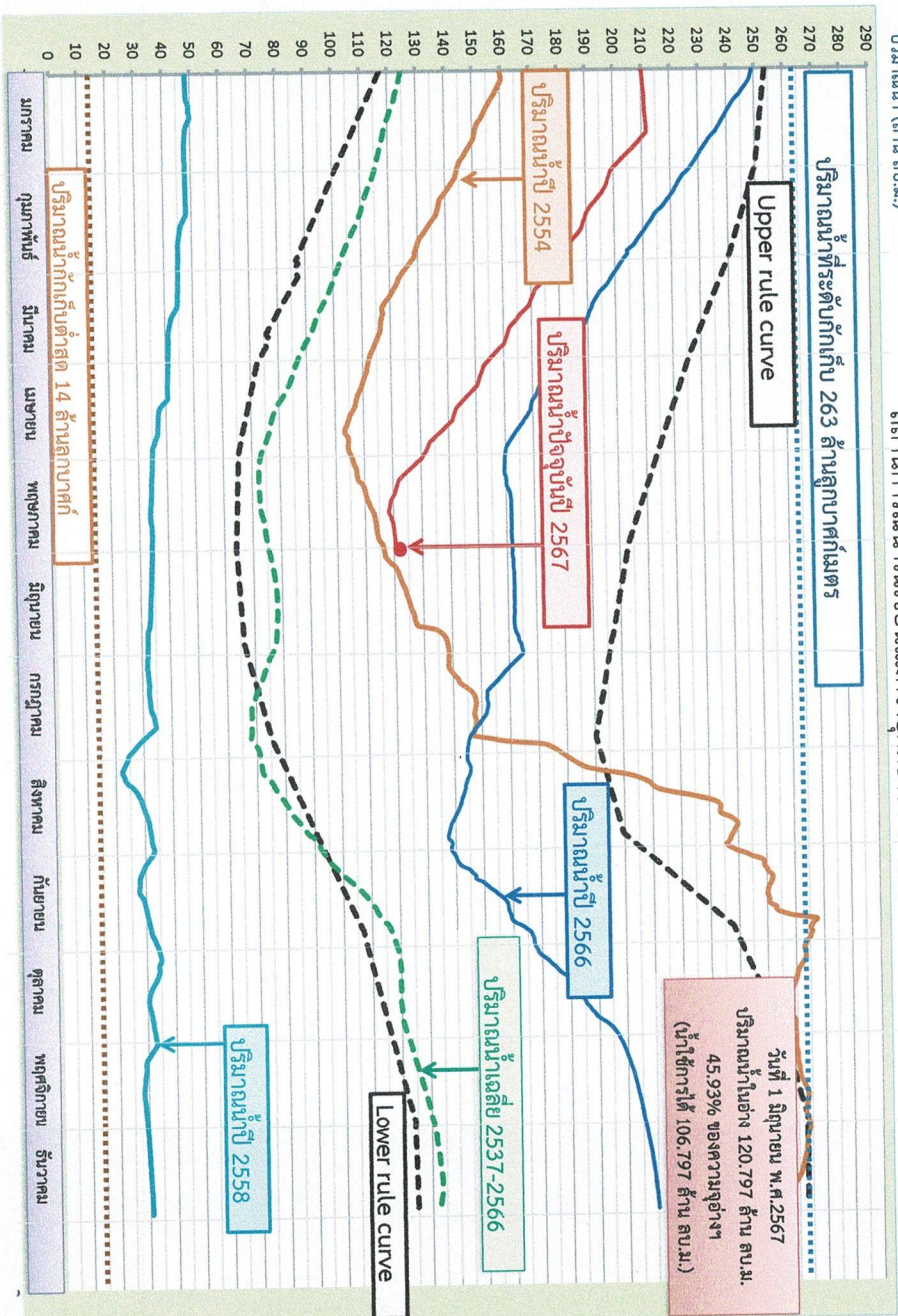 290
280
270
260
250
240
230
220
210
200
190
180
170
160
150
140
130
120
110
100
90
80
70
60
50
40
30
20
10
0
ปริมาณน้ำที่ระดับกักเก็บ 263 ล้านลูกบาศก์เมตร
Upper rule curve
ปริมาณน้ำปี 2554
ปริมาณน้ำปัจจุบันปี 2567
ปริมาณน้ำปี 2566
วันที่ 1 มิถุนายน พ.ศ.2567
ปริมาณน้ำในอ่าง 120.797 ล้าน ลบ.ม.
45.93% ของความจุอ่างฯ
(น้ำใช้การได้ 106.797 ล้าน ลบ.ม.)
ปริมาณน้ำเฉลี่ย 2537-2566
Lower rule curve
ปริมาณน้ำปี 2558
ปริมาณน้ำกักเก็บต่ำสุด 14 ล้านลูกบาศก์
มกราคม
กุมภาพันธ์
มีนาคม
เมษายน
พฤษภาคม
มิถุนายน
กรกฎาคม
สิงหาคม
กันยายน
ตุลาคม
พฤศจิกายน
ธันวาคม